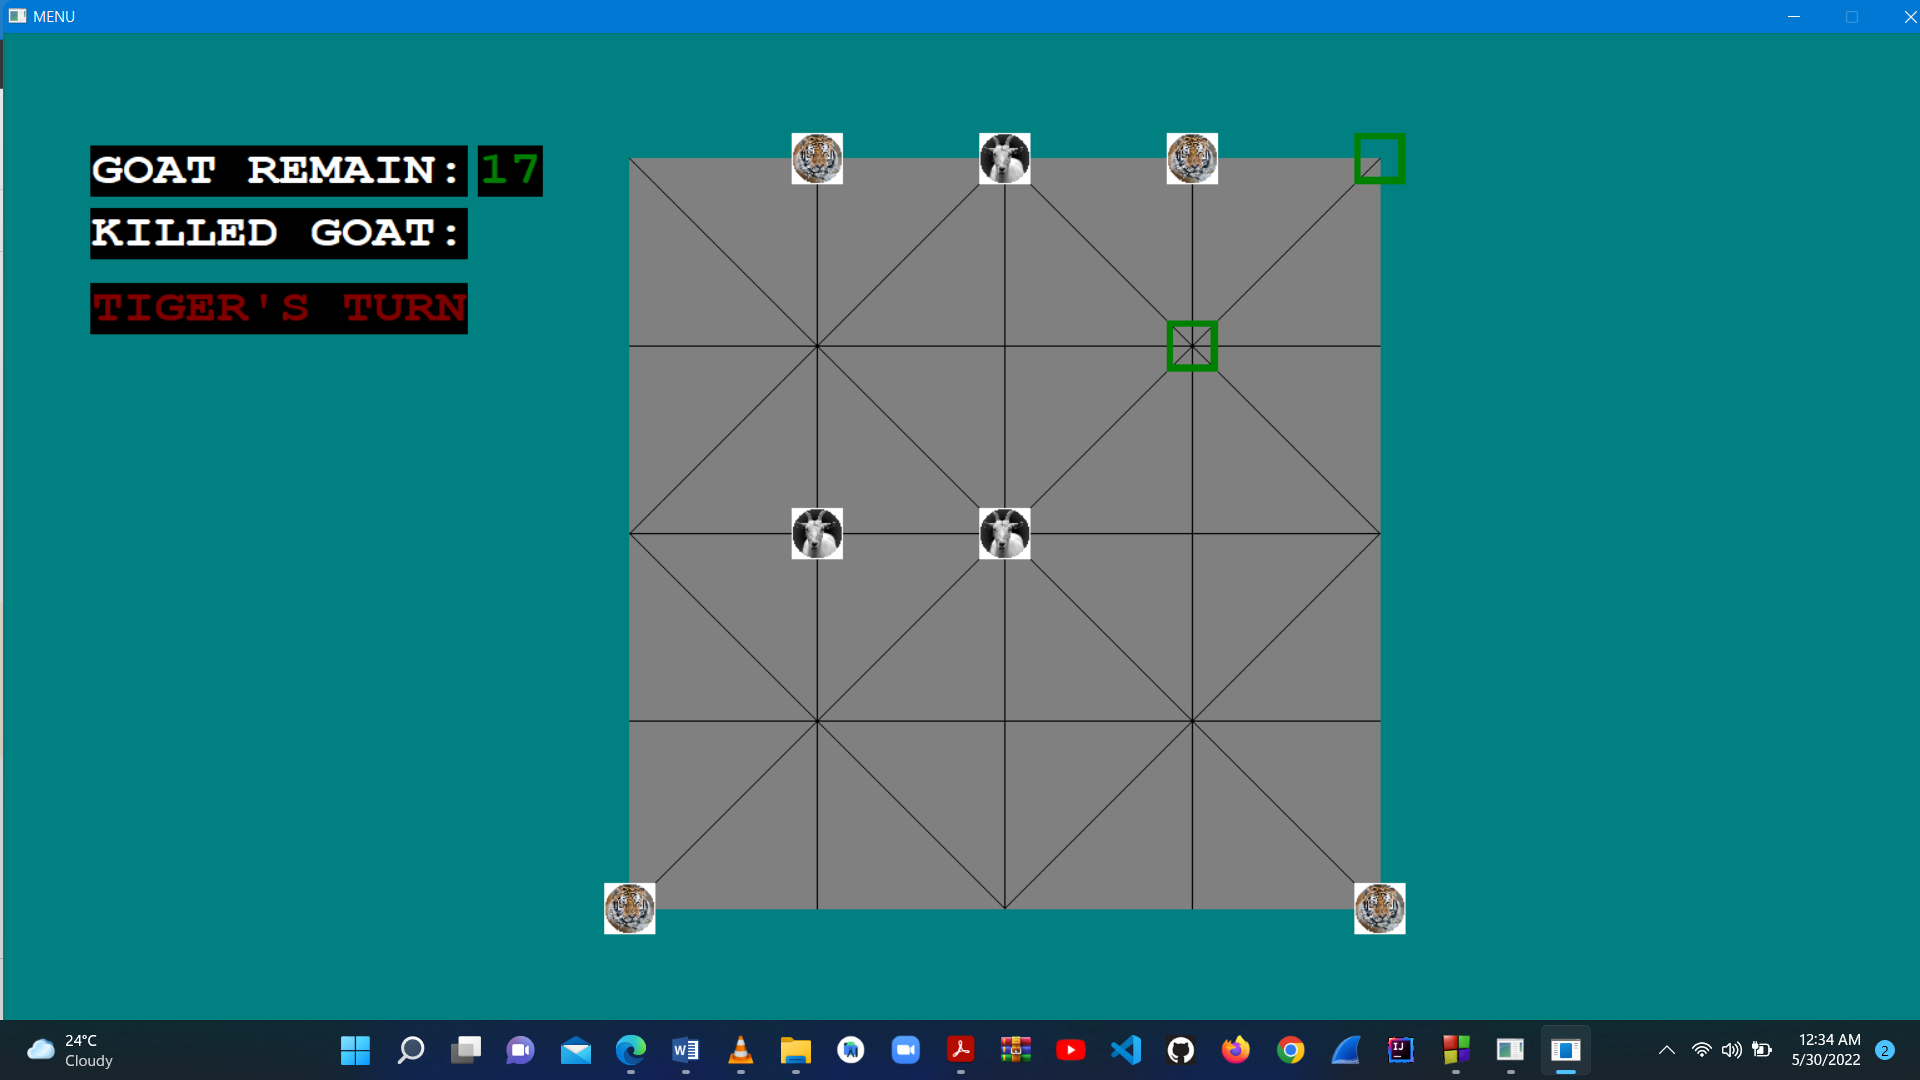 MENU
GOAT REMAIN: 17
KILLED GOAT:
TIGER'S TURN
24°C
Cloudy
12:34 AM
5/30/2022
2